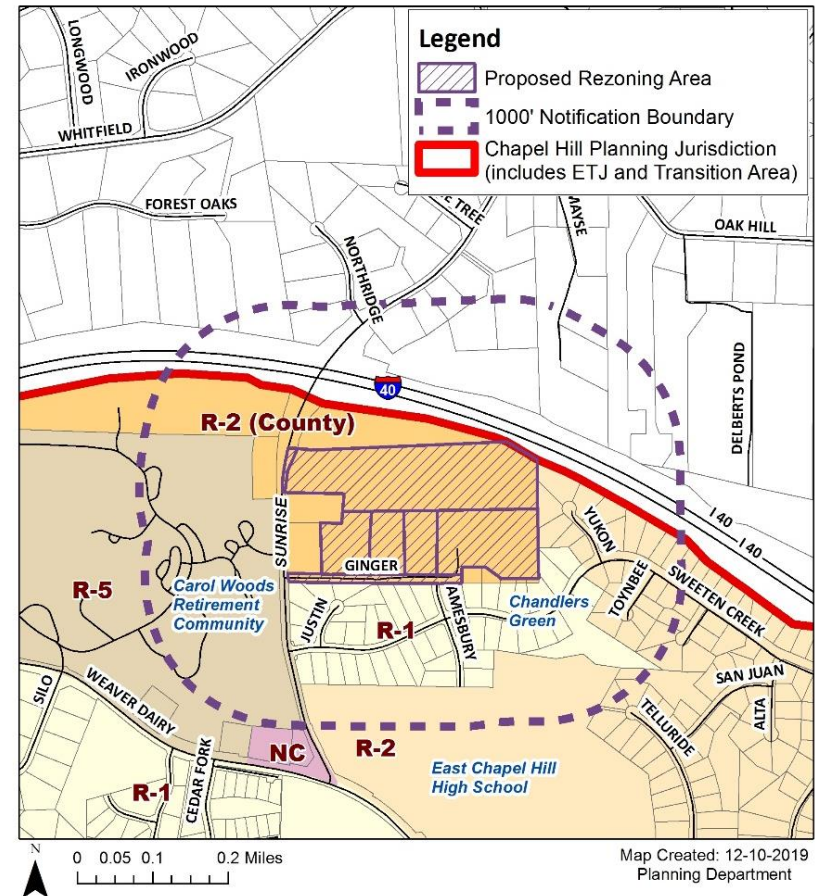 LONGWOOD
IRONWOOD
WHITFIELD
FOREST OAKS
NORTHRIDGE
Legend
Proposed Rezoning Area
1000' Notification Boundary
Chapel Hill Planning Jurisdiction
(includes ETJ and Transition Area)
TREE
MAYSE
OAK HILL
DELBERTS POND
40
R-2 (County)
I 40
I 40
SUNRISE
GINGER
YUKON
TOYNBEE
SWEETEN CREEK
R-5
Carol Woods
Retirement
Community
JUSTIN
R-1
AMESBURY
Chandlers
Green
SILO
WEAVER DAIRY
SAN JUAN
ALTA
TELLURIDE
NC
R-2
R-1
CEDAR FORK
East Chapel Hill
High School
N
0 0.05 0.1 0.2 Miles
Map Created: 12-10-2019
Planning Department